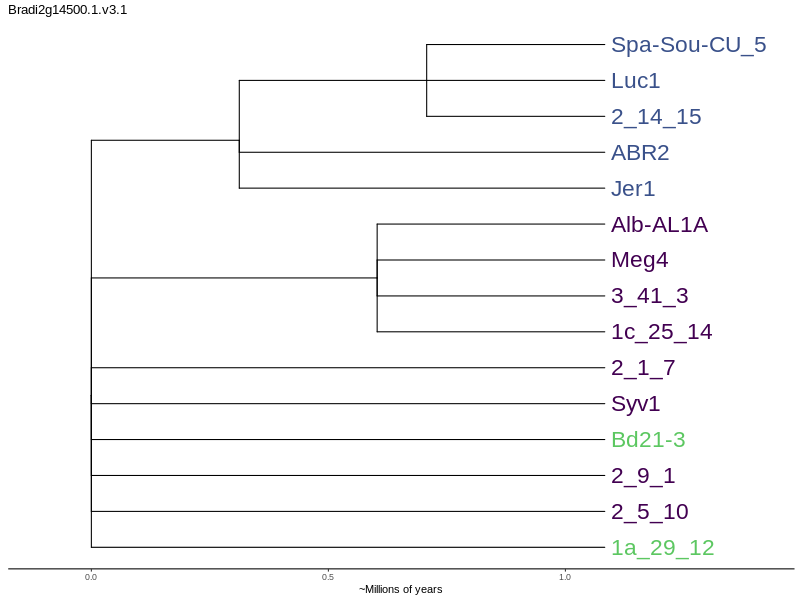 Bradi2g14500.1.v3.1
Spa-Sou-CU_5
Luc1
2_14_15
ABR2
Jer1
Alb-AL1A
Meg4
3_41_3
1c_25_14
2_1_7
Syv1
Bd21-3
2_9_1
2_5_10
1a_29_12
0.0 0.5 1.0
~Millions of years